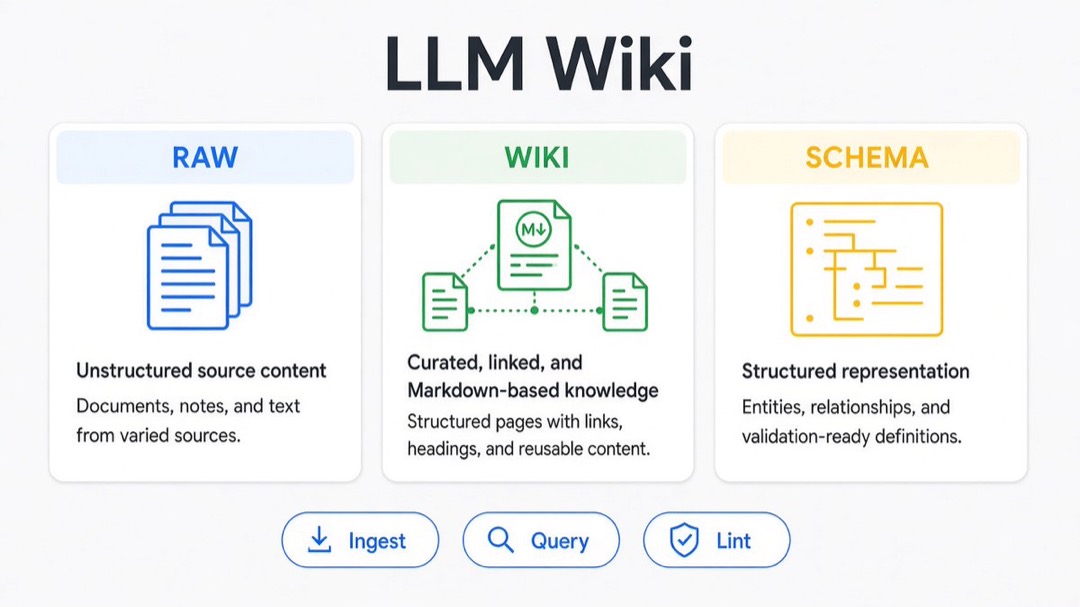 LLM Wiki
RAW
Unstructured source content
Documents, notes, and text
from varied sources.
WIKI
M↓
Curated, linked, and
Markdown-based knowledge
Structured pages with links,
headings, and reusable content.
SCHEMA
Structured representation
Entities, relationships, and
validation-ready definitions.
Ingest
Query
Lint